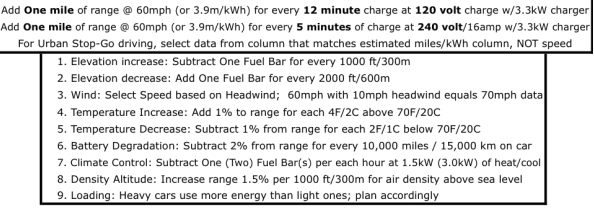 Add One mile of range @ 60mph (or 3.9m/kWh) for every 12 minute charge at 120 volt charge w/3.3kW charger
Add One mile of range @ 60mph (or 3.9m/kWh) for every 5 minutes of charge at 240 volt/16amp w/3.3kW charger
For Urban Stop-Go driving, select data from column that matches estimated miles/kWh column, NOT speed
1. Elevation increase: Subtract One Fuel Bar for every 1000 ft/300m
2. Elevation decrease: Add One Fuel Bar for every 2000 ft/600m
3. Wind: Select Speed based on Headwind; 60mph with 10mph headwind equals 70mph data
4. Temperature Increase: Add 1% to range for each 4F/2C above 70F/20C
5. Temperature Decrease: Subtract 1% from range for each 2F/1C below 70F/20C
6. Battery Degradation: Subtract 2% from range for every 10,000 miles / 15,000 km on car
7. Climate Control: Subtract One (Two) Fuel Bar(s) per each hour at 1.5kW (3.0kW) of heat/cool
8. Density Altitude: Increase range 1.5% per 1000 ft/300m for air density above sea level
9. Loading: Heavy cars use more energy than light ones; plan accordingly